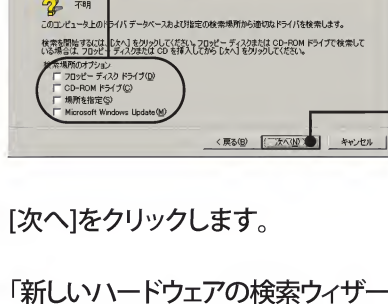 不明
このコンピュータ上のドライバ データベースおよび指定の検索場所から適切なドライバを検索します。
検索を開始するには、[次へ] をクリックしてください。フロッピー ディスクまたは CD-ROM ドライブで検索して
いる場合は、フロッピー ディスクまたは CD を挿入してから [次へ] をクリックしてください。
検索場所のオプション
フロッピー ディスク ドライブ(D)
CD-ROM ドライブ(C)
場所を指定(S)
Microsoft Windows Update(M)
< 戻る(B) 次へ(N) キャンセル
[次へ]をクリックします。
「新しいハードウェアの検索ウィザー